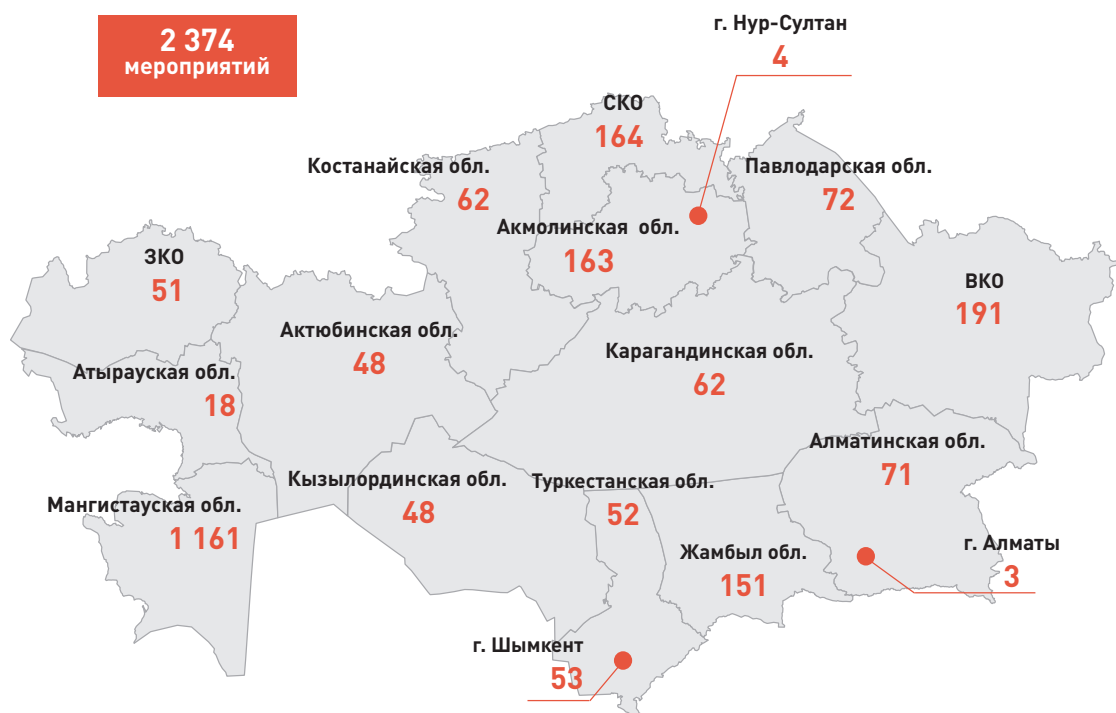 2 374
мероприятий
г. Нур-Султан
4
СКО
164
Костанайская обл.
62
Павлодарская обл.
72
Акмолинская обл.
163
ЗКО
51
ВКО
191
Актюбинская обл.
48
Карагандинская обл.
62
Атырауская обл.
18
Алматинская обл.
71
Кызылординская обл.
48
Туркестанская обл.
52
Мангистауская обл.
1 161
Жамбыл обл.
151
г. Алматы
3
г. Шымкент
53